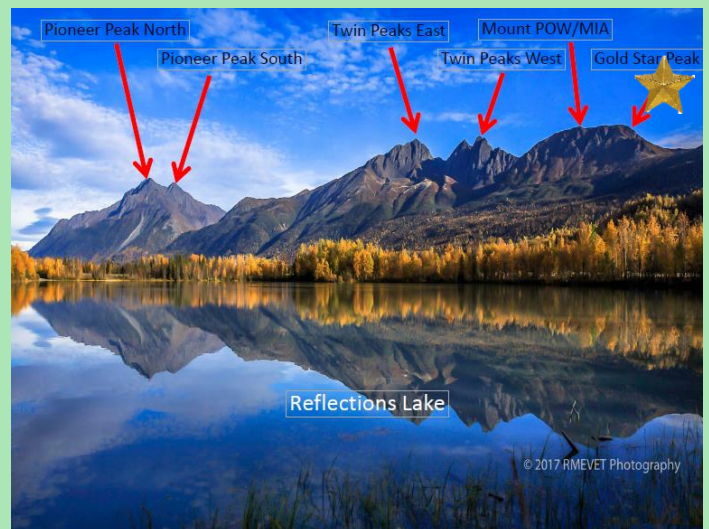 Pioneer Peak North
Twin Peaks East
Mount POW/MIA
Pioneer Peak South
Twin Peaks West
Gold Star Peak
Reflections Lake
© 2017 RMEVET Photography